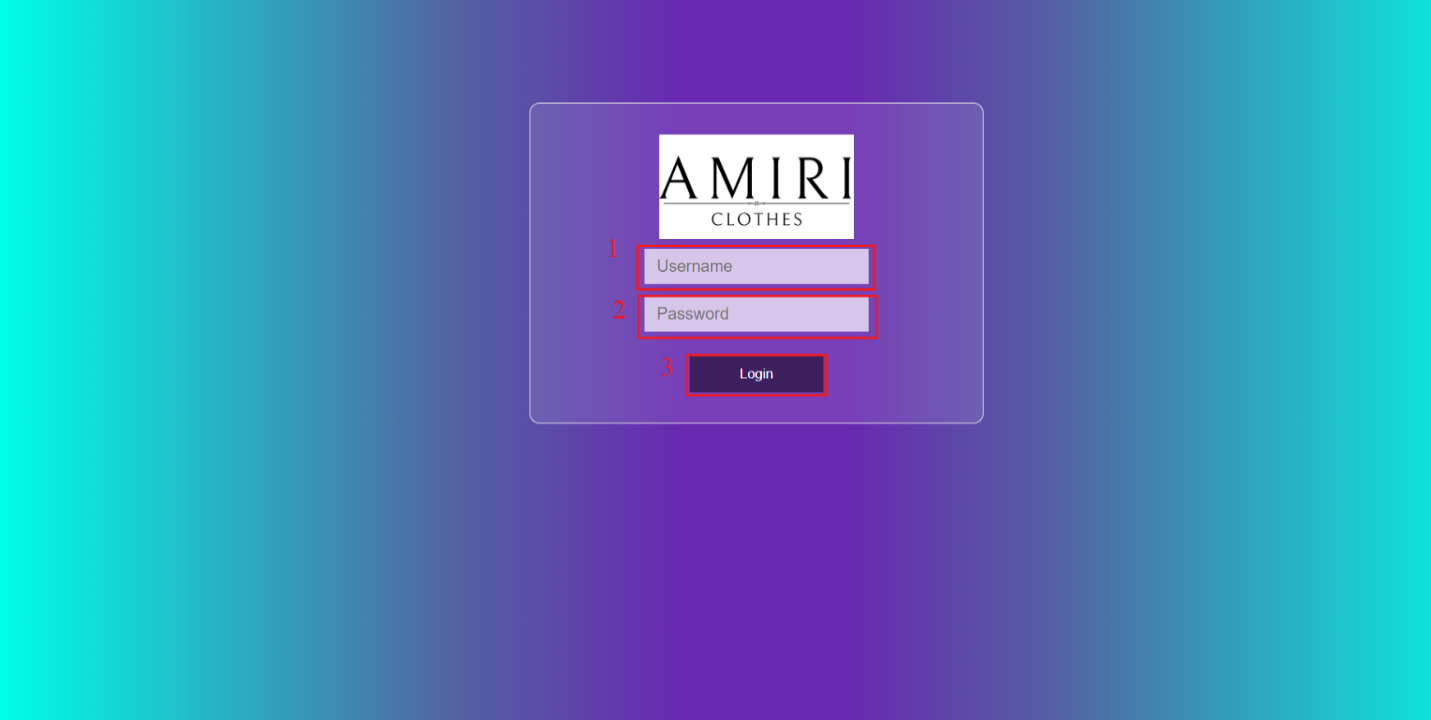 AMIRI
CLOTHES
1
Username
2
Password
3
Login